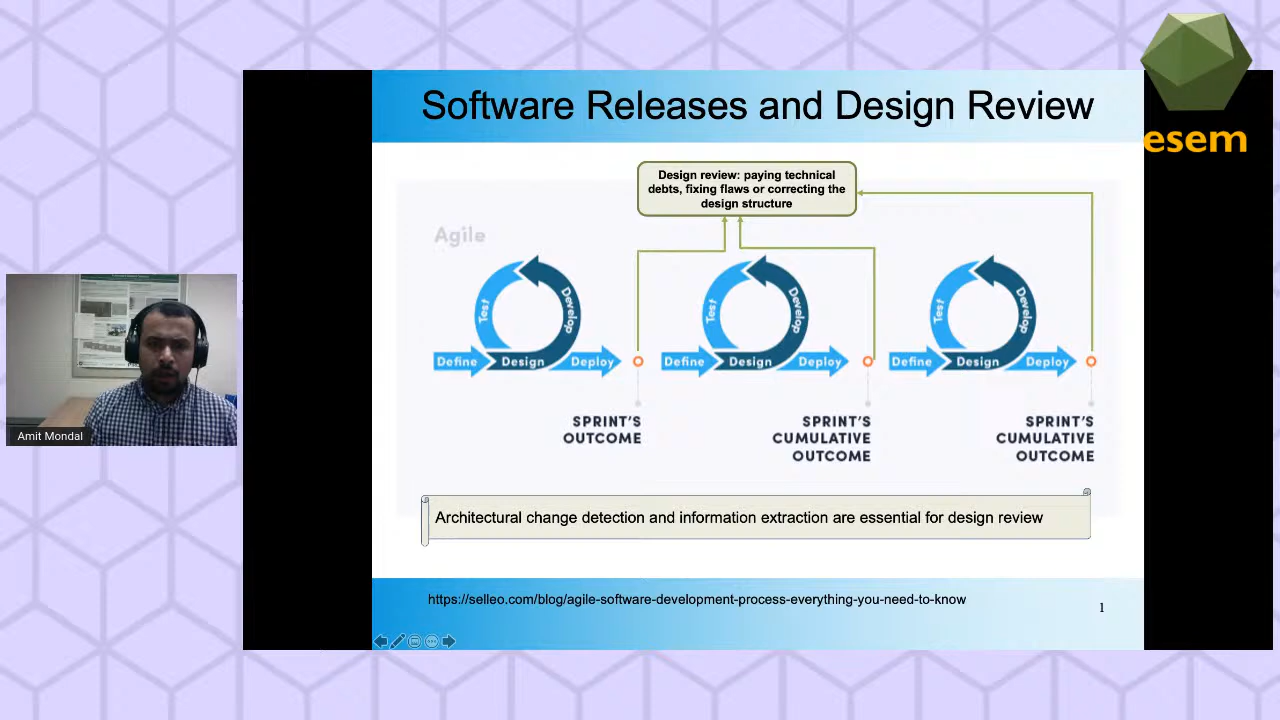 Software Releases and Design Review
esem
Design review: paying technical
debts, fixing flaws or correcting the
design structure
Agile
Test
Develop
Define
Design
Deploy
Test
Develop
Define
Design
Deploy
Test
Develop
Define
Design
Deploy
SPRINT'S
OUTCOME
SPRINT'S
CUMULATIVE
OUTCOME
SPRINT'S
CUMULATIVE
OUTCOME
Amit Mondal
Architectural change detection and information extraction are essential for design review
https://selleo.com/blog/agile-software-development-process-everything-you-need-to-know
1